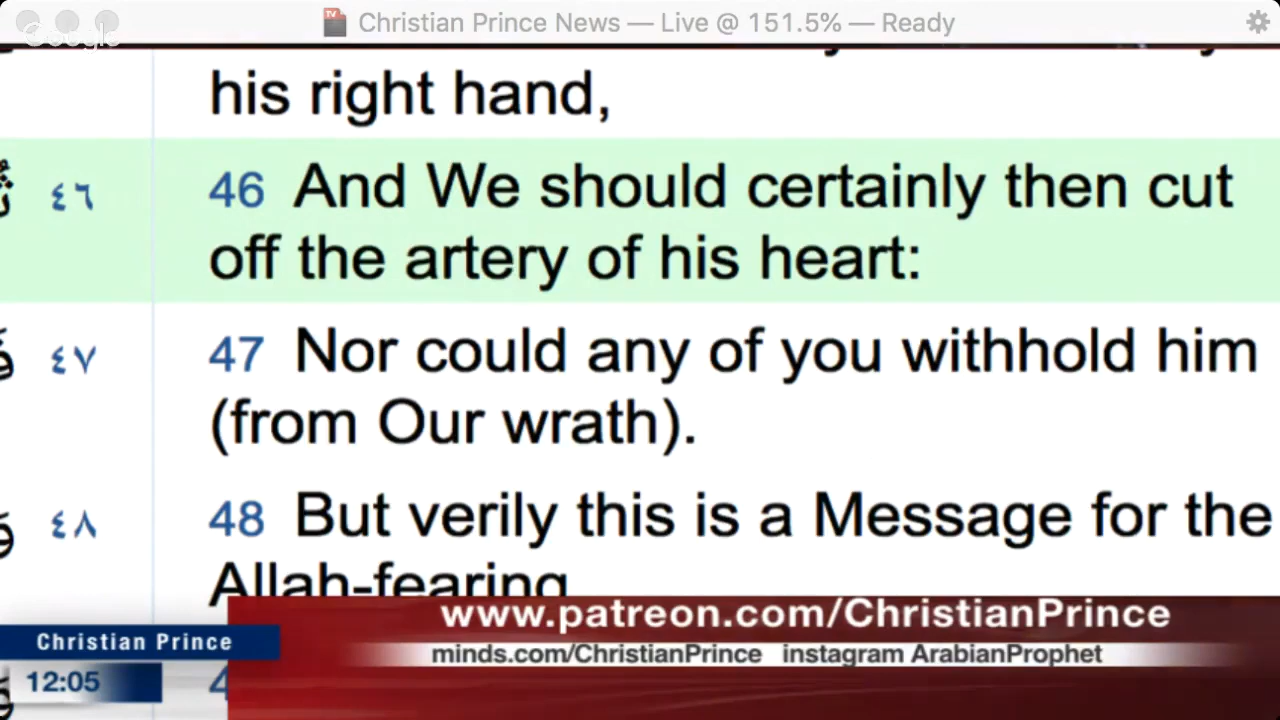 Christian Prince News — Live @ 151.5% — Ready
Google
his right hand,
٤٦ 46 And We should certainly then cut
off the artery of his heart:
٤٧ 47 Nor could any of you withhold him
(from Our wrath).
٤٨ 48 But verily this is a Message for the
Allah-fearing
www.patreon.com/ChristianPrince
Christian Prince
minds.com/ChristianPrince instagram ArabianProphet
12:05